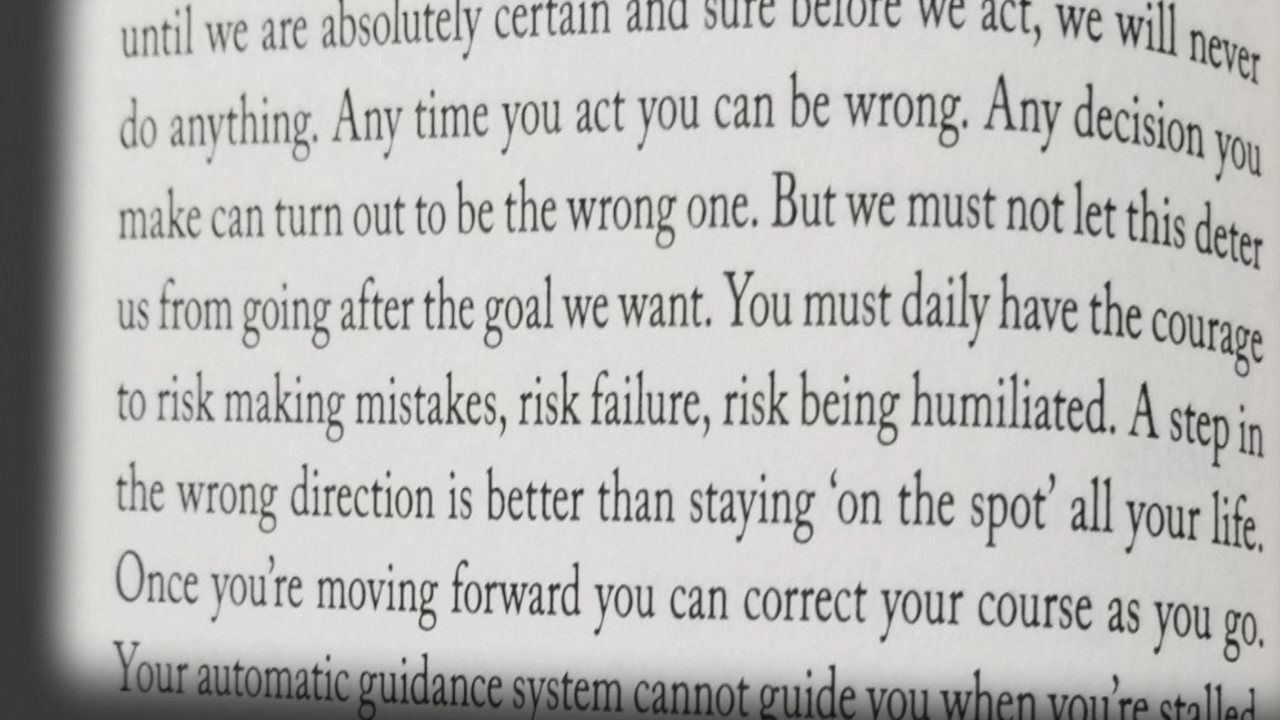 until we are absolutely certain and sure before we act, we will never
do anything. Any time you act you can be wrong. Any decision you
make can turn out to be the wrong one. But we must not let this deter
us from going after the goal we want. You must daily have the courage
to risk making mistakes, risk failure, risk being humiliated. A step in
the wrong direction is better than staying ‘on the spot’ all your life.
Once you’re moving forward you can correct your course as you go.
Your automatic guidance system cannot guide you when you’re stalled,